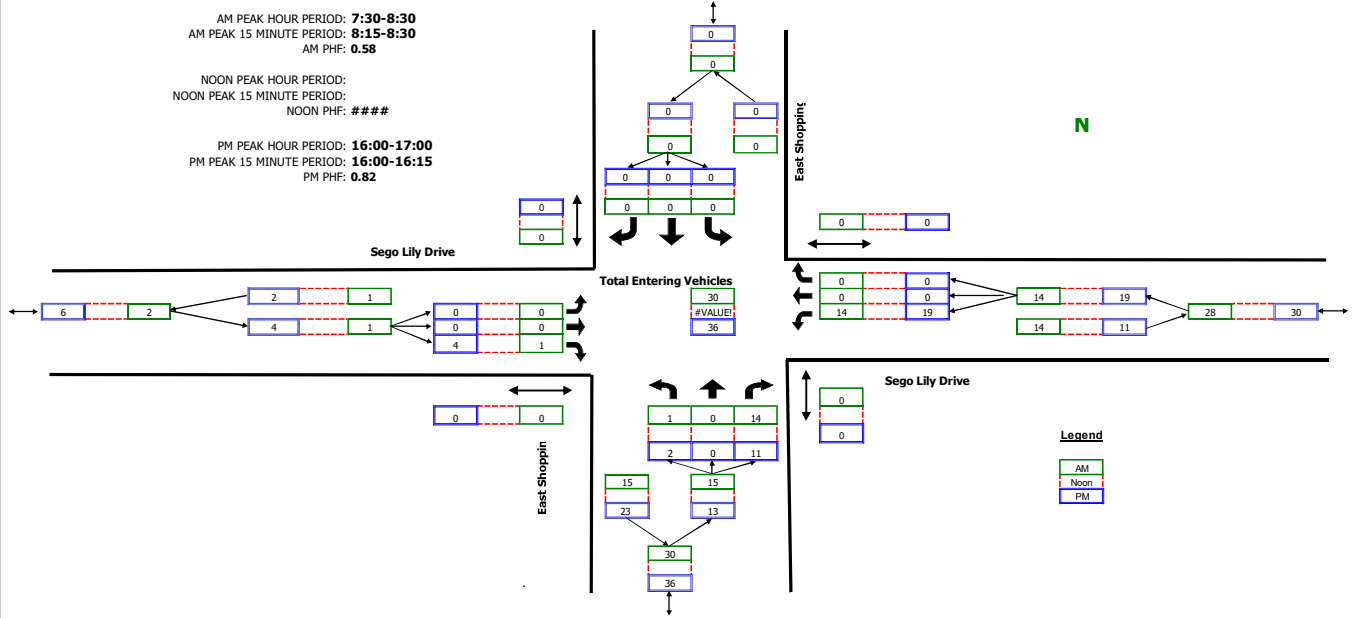 AM PEAK HOUR PERIOD: 7:30-8:30
AM PEAK 15 MINUTE PERIOD: 8:15-8:30
AM PHF: 0.58
NOON PEAK HOUR PERIOD:
NOON PEAK 15 MINUTE PERIOD:
NOON PHF: ####
PM PEAK HOUR PERIOD: 16:00-17:00
PM PEAK 15 MINUTE PERIOD: 16:00-16:15
PM PHF: 0.82
0
0
0 0
0 0
0 0 0
0 0 0
East Shopping
N
0
0
0 0
Sego Lily Drive
Total Entering Vehicles
30
#VALUE!
36
6 2
2 1
4 1
0 0
0 0
4 1
0 0
0 0
14 19
14 19
14 11
28 30
Sego Lily Drive
0 0
0
0
East Shoppin
1 0 14
2 0 11
15 15
23 13
30
36
.
Legend
AM
Noon
PM